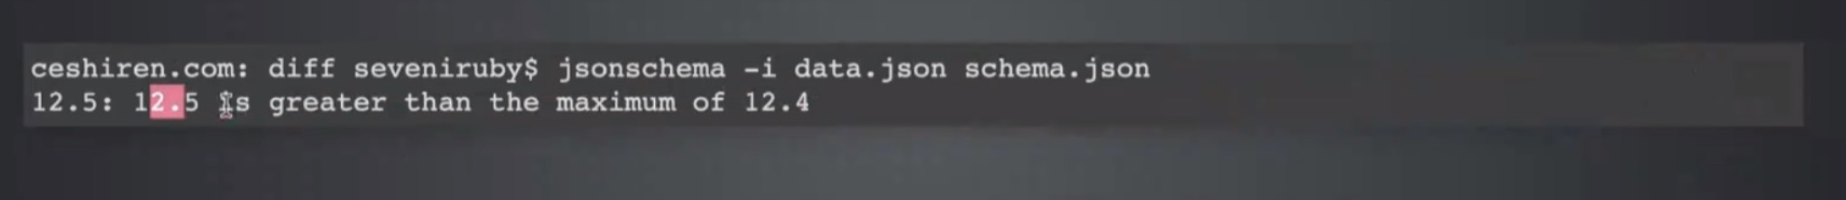 ceshiren.com: diff seveniruby$ jsonschema -i data.json schema.json
12.5: 12.5 is greater than the maximum of 12.4